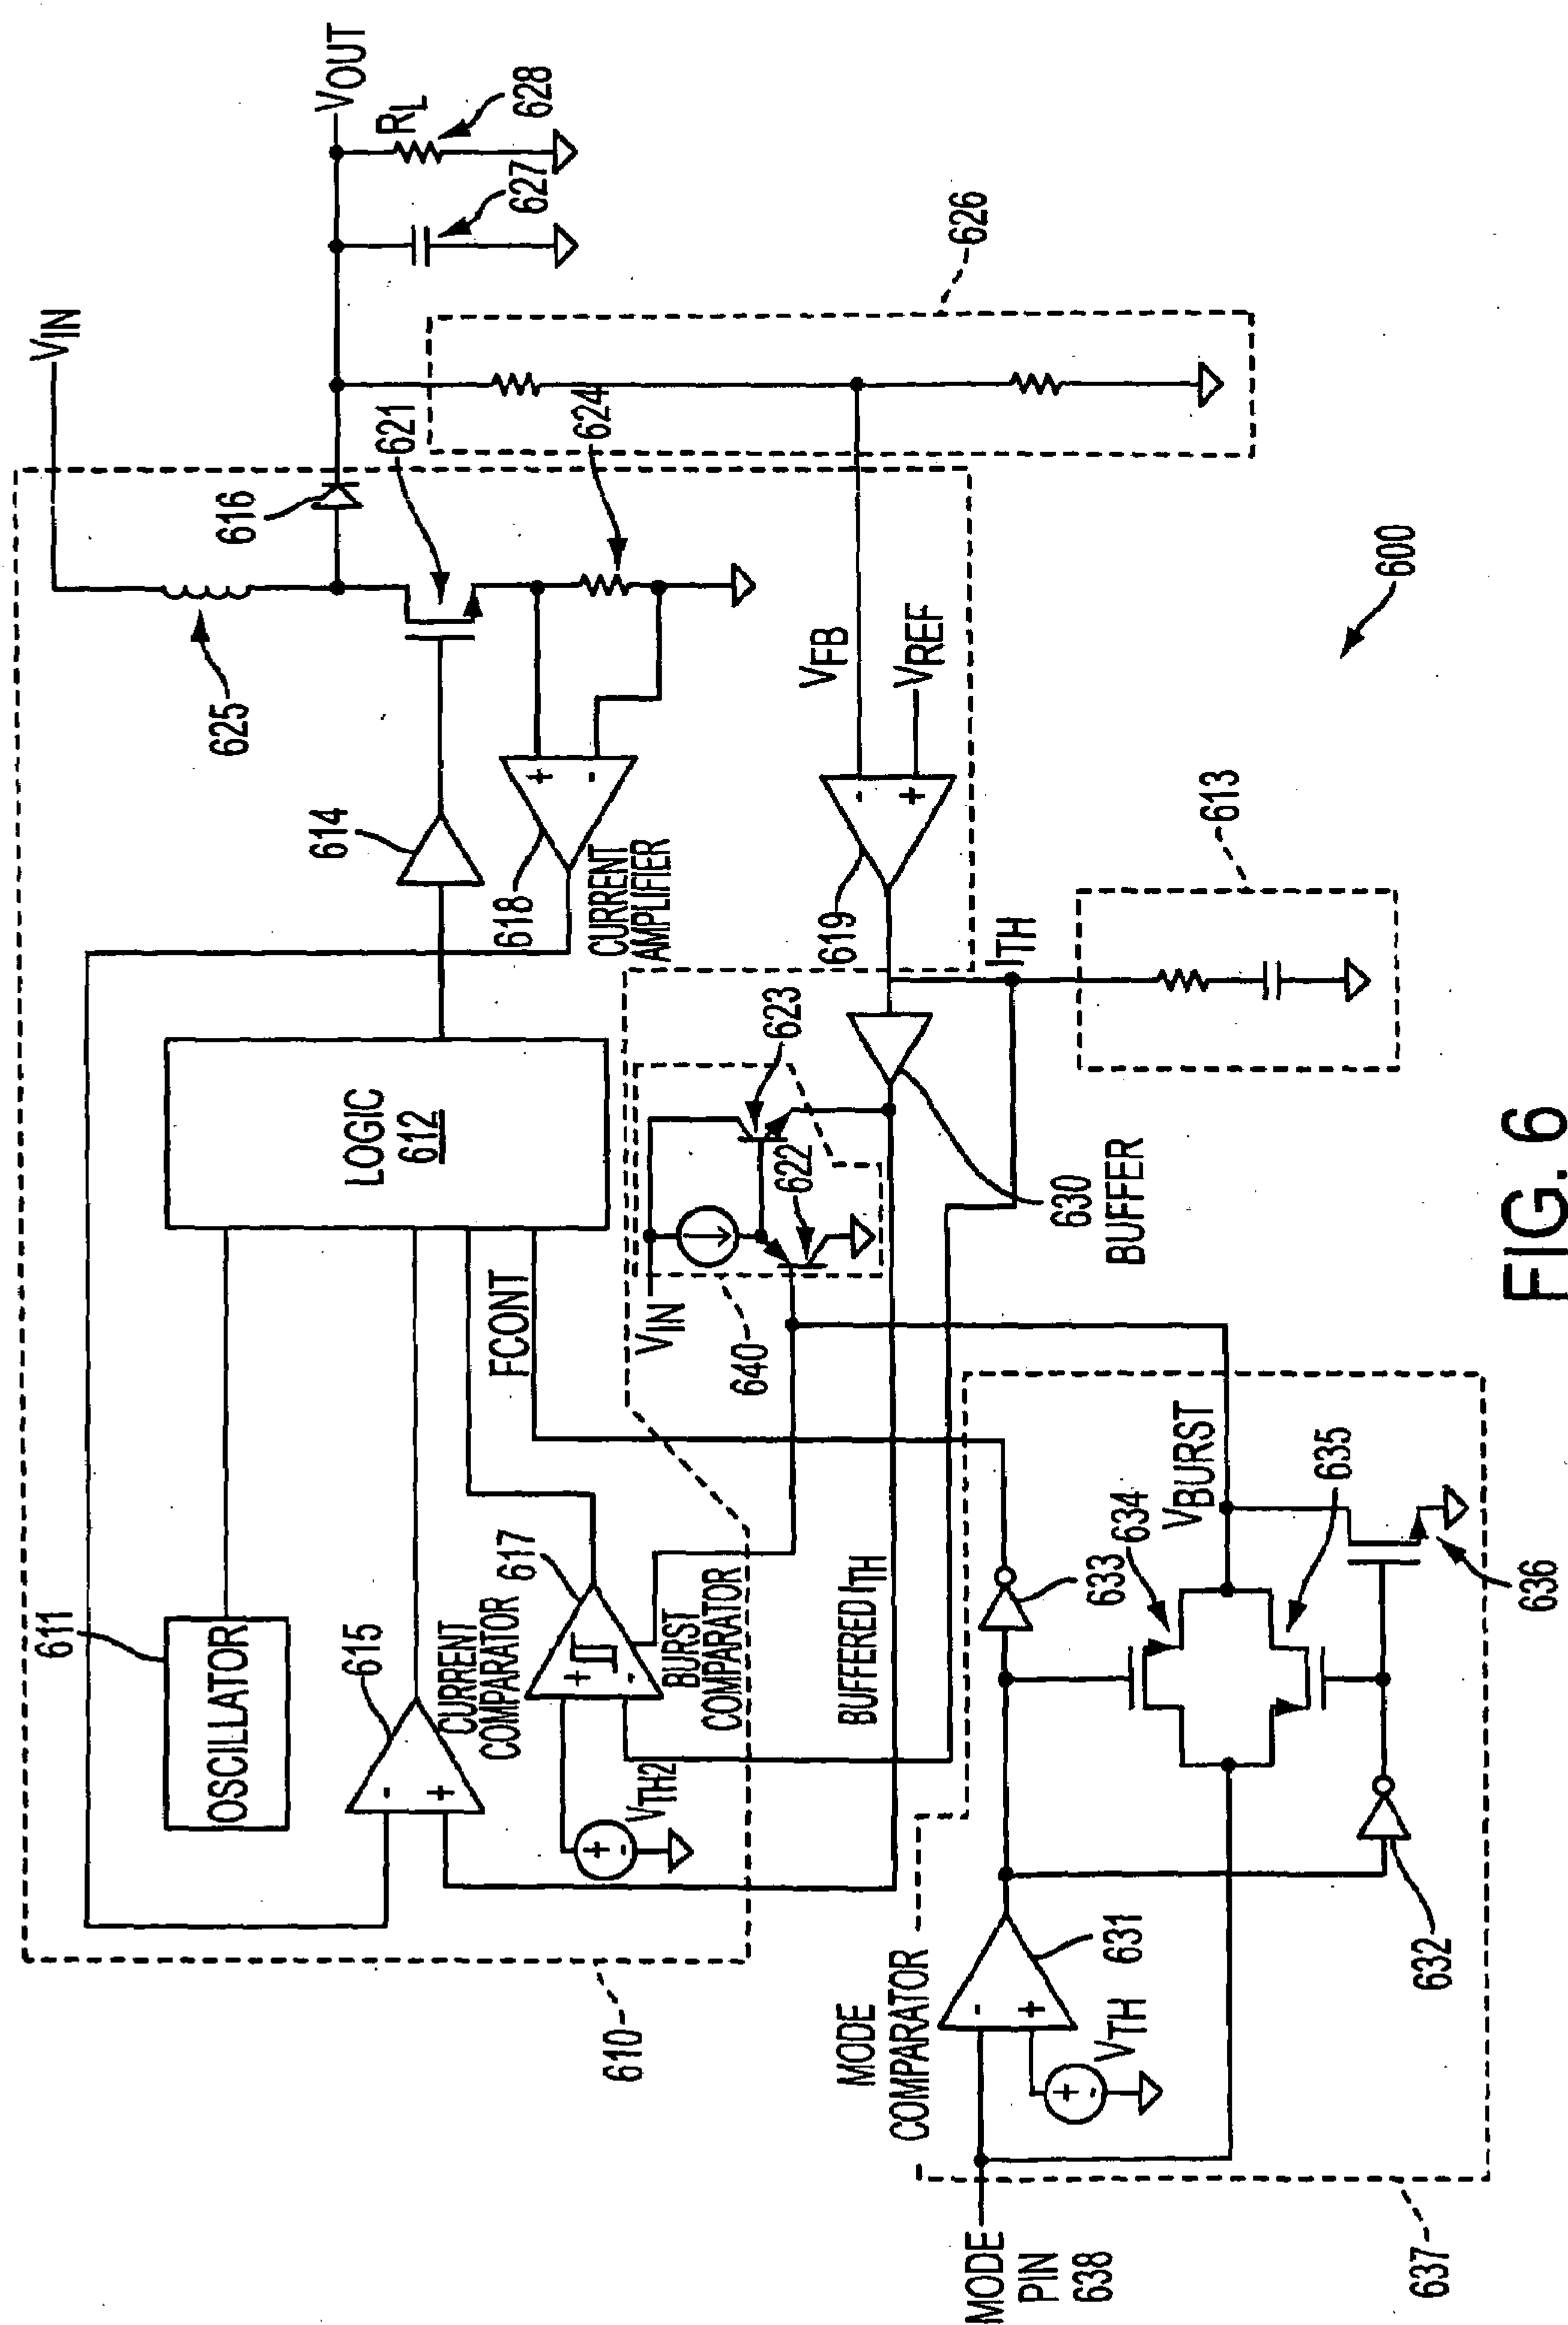 VIN
VOUT
RL
628
627
626
616
621
624
625
614
618
CURRENT
AMPLIFIER
VFB
VREF
619
600
LOGIC
612
623
622
ITH
613
630
BUFFER
FCONT
VIN
640
611
OSCILLATOR
615
CURRENT
COMPARATOR
617
BURST
COMPARATOR
VTH2
BUFFERED ITH
610
633
634
VBURST
635
636
MODE
COMPARATOR
631
VTH
632
MODE
PIN
638
637
+
-
-
+
-
+
+
-
+
-
-
+
+
-
FIG. 6